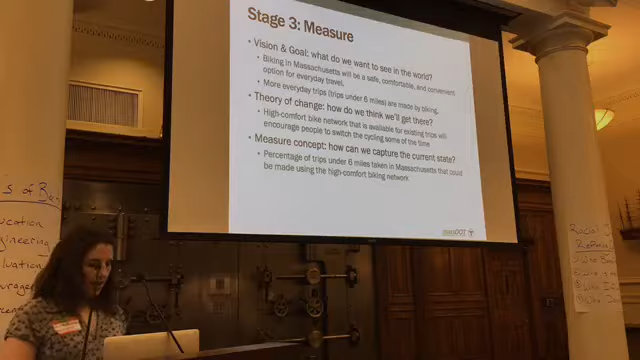 Stage 3: Measure
• Vision & Goal: what do we want to see in the world?
• Biking in Massachusetts will be a safe, comfortable, and convenient
option for everyday travel.
• More everyday trips (trips under 6 miles) are made by biking.
• Theory of change: how do we think we'll get there?
• High-comfort bike network that is available for existing trips will
encourage people to switch the cycling some of the time
• Measure concept: how can we capture the current state?
• Percentage of trips under 6 miles taken in Massachusetts that could
be made using the high-comfort biking network